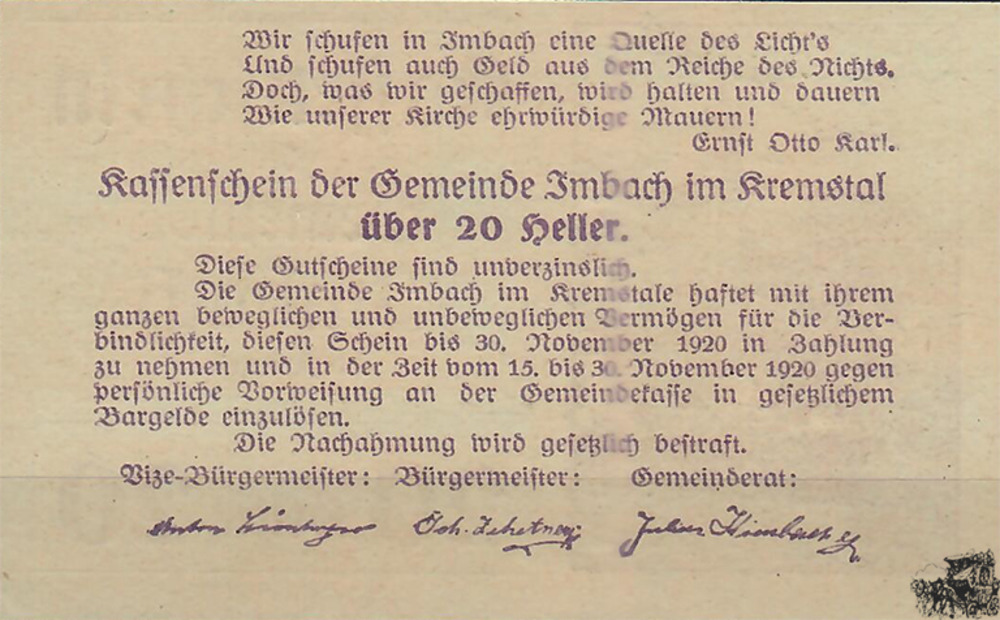 Wir schufen in Imbach eine Quelle des Licht's
Und schufen auch Geld aus dem Reiche des Nichts.
Doch, was wir geschaffen, wird halten und dauern
Wie unserer Kirche ehrwürdige Mauern!
Ernst Otto Karl.
Kassenschein der Gemeinde Imbach im Kremstal
über 20 Heller.
Diese Gutscheine sind unverzinslich.
Die Gemeinde Imbach im Kremstale haftet mit ihrem
ganzen beweglichen und unbeweglichen Vermögen für die Ver-
bindlichkeit, diesen Schein bis 30. November 1920 in Zahlung
zu nehmen und in der Zeit vom 15. bis 30. November 1920 gegen
persönliche Vorweisung an der Gemeindekasse in gesetzlichem
Bargelde einzulösen.
Die Nachahmung wird gesetzlich bestraft.
Vize-Bürgermeister: Bürgermeister: Gemeinderat:
Anton Joh. Zehetner Julius